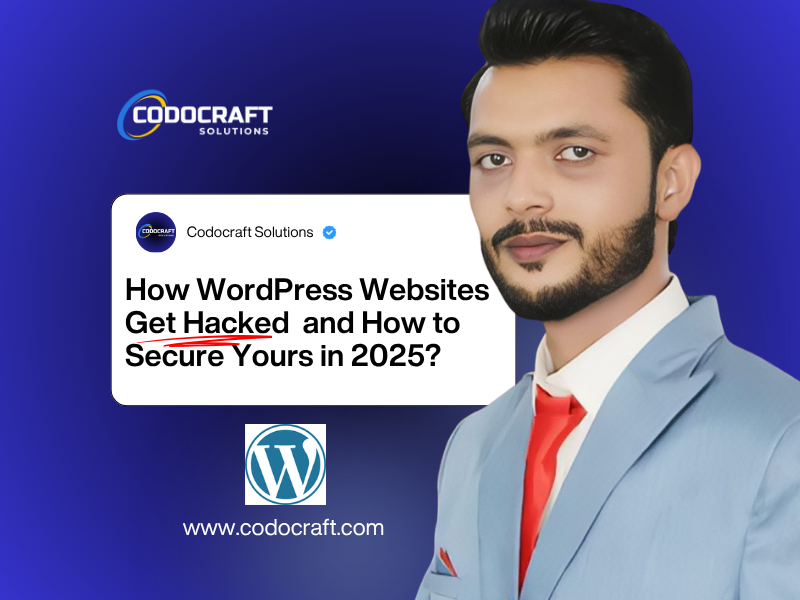 CODOCRAFT
SOLUTIONS
CODOCRAFT
Codocraft Solutions
How WordPress Websites
Get Hacked and How to
Secure Yours in 2025?
W
www.codocraft.com